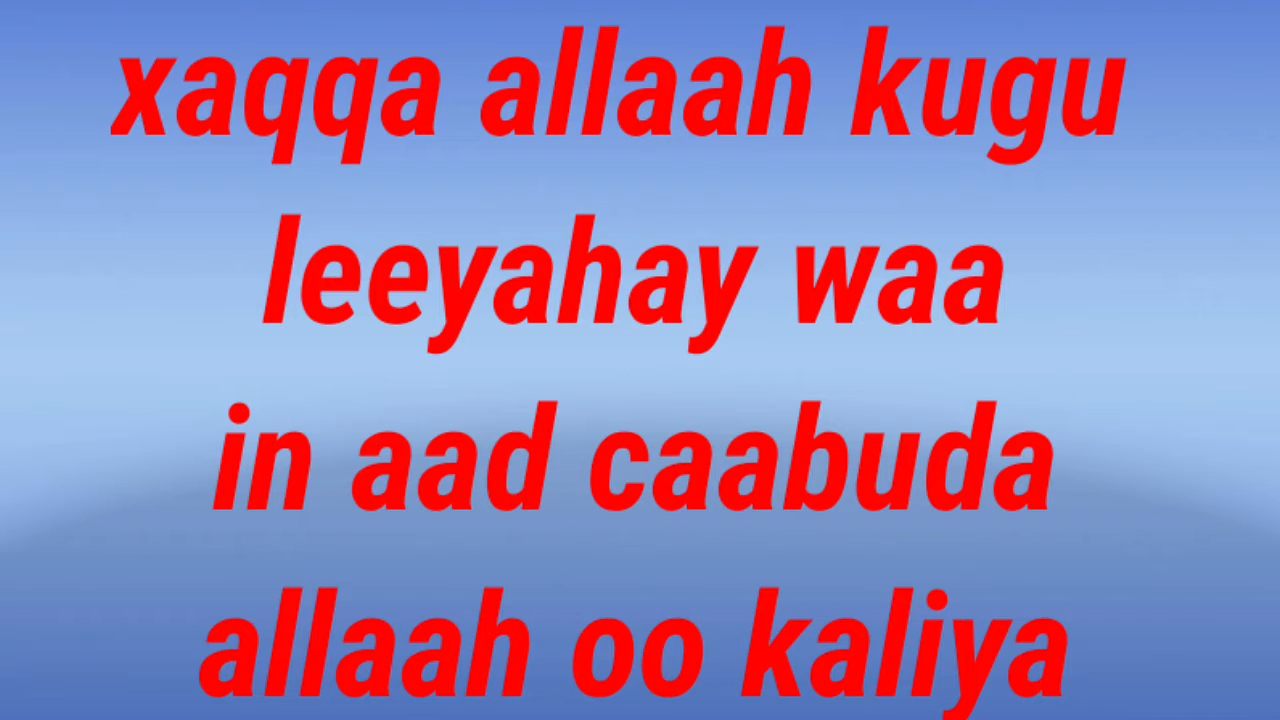 xaqqa allaah kugu
leeyahay waa
in aad caabuda
allaah oo kaliya